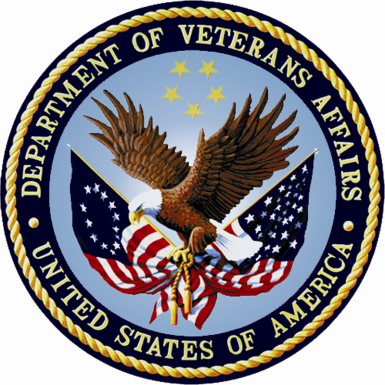 DEPARTMENT OF VETERANS AFFAIRS
UNITED STATES OF AMERICA